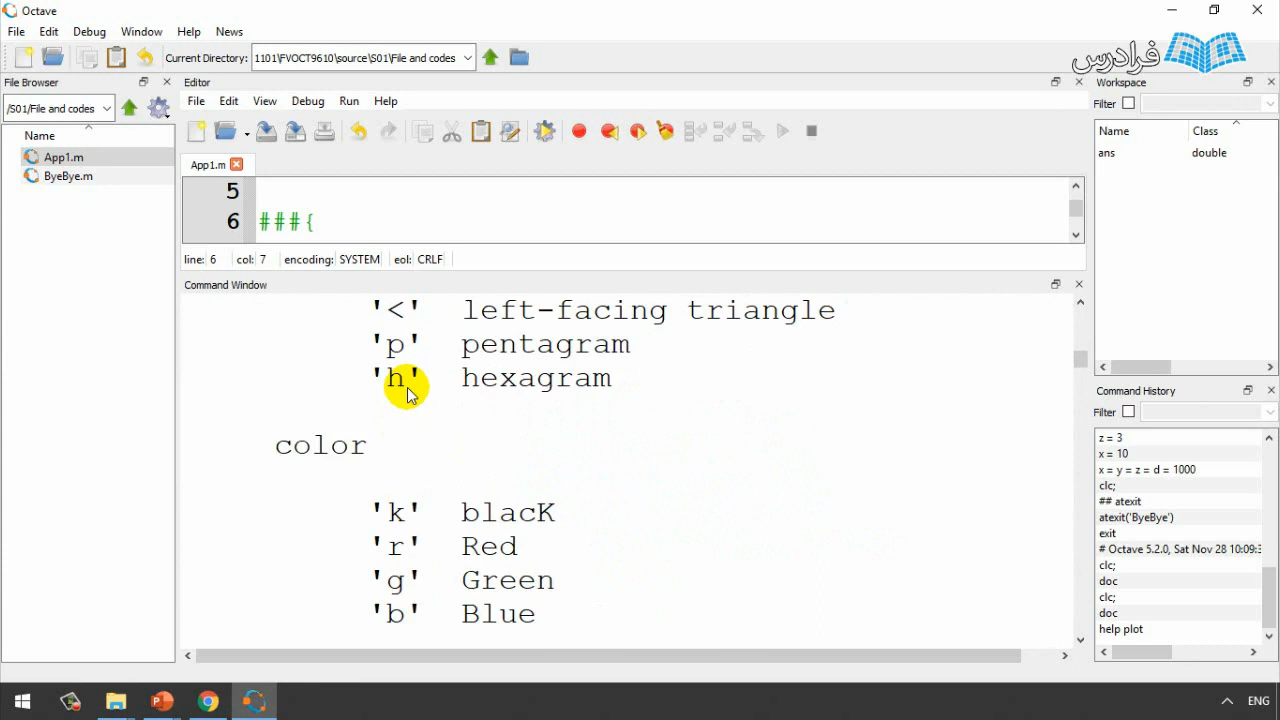 Octave
File Edit Debug Window Help News
Current Directory: 1101\FVOCT9610\source\S01\File and codes
فرادرس
File Browser
/S01/File and codes
Name
App1.m
ByeBye.m
Editor
File Edit View Debug Run Help
App1.m
5
6 ###{
line: 6 col: 7 encoding: SYSTEM eol: CRLF
Command Window
'<' left-facing triangle
'p' pentagram
'h' hexagram
color
'k' blacK
'r' Red
'g' Green
'b' Blue
Workspace
Filter
Name Class
ans double
Command History
Filter
z = 3
x = 10
x = y = z = d = 1000
clc;
## atexit
atexit('ByeBye')
exit
# Octave 5.2.0, Sat Nov 28 10:09:3
clc;
doc
clc;
doc
help plot
ENG